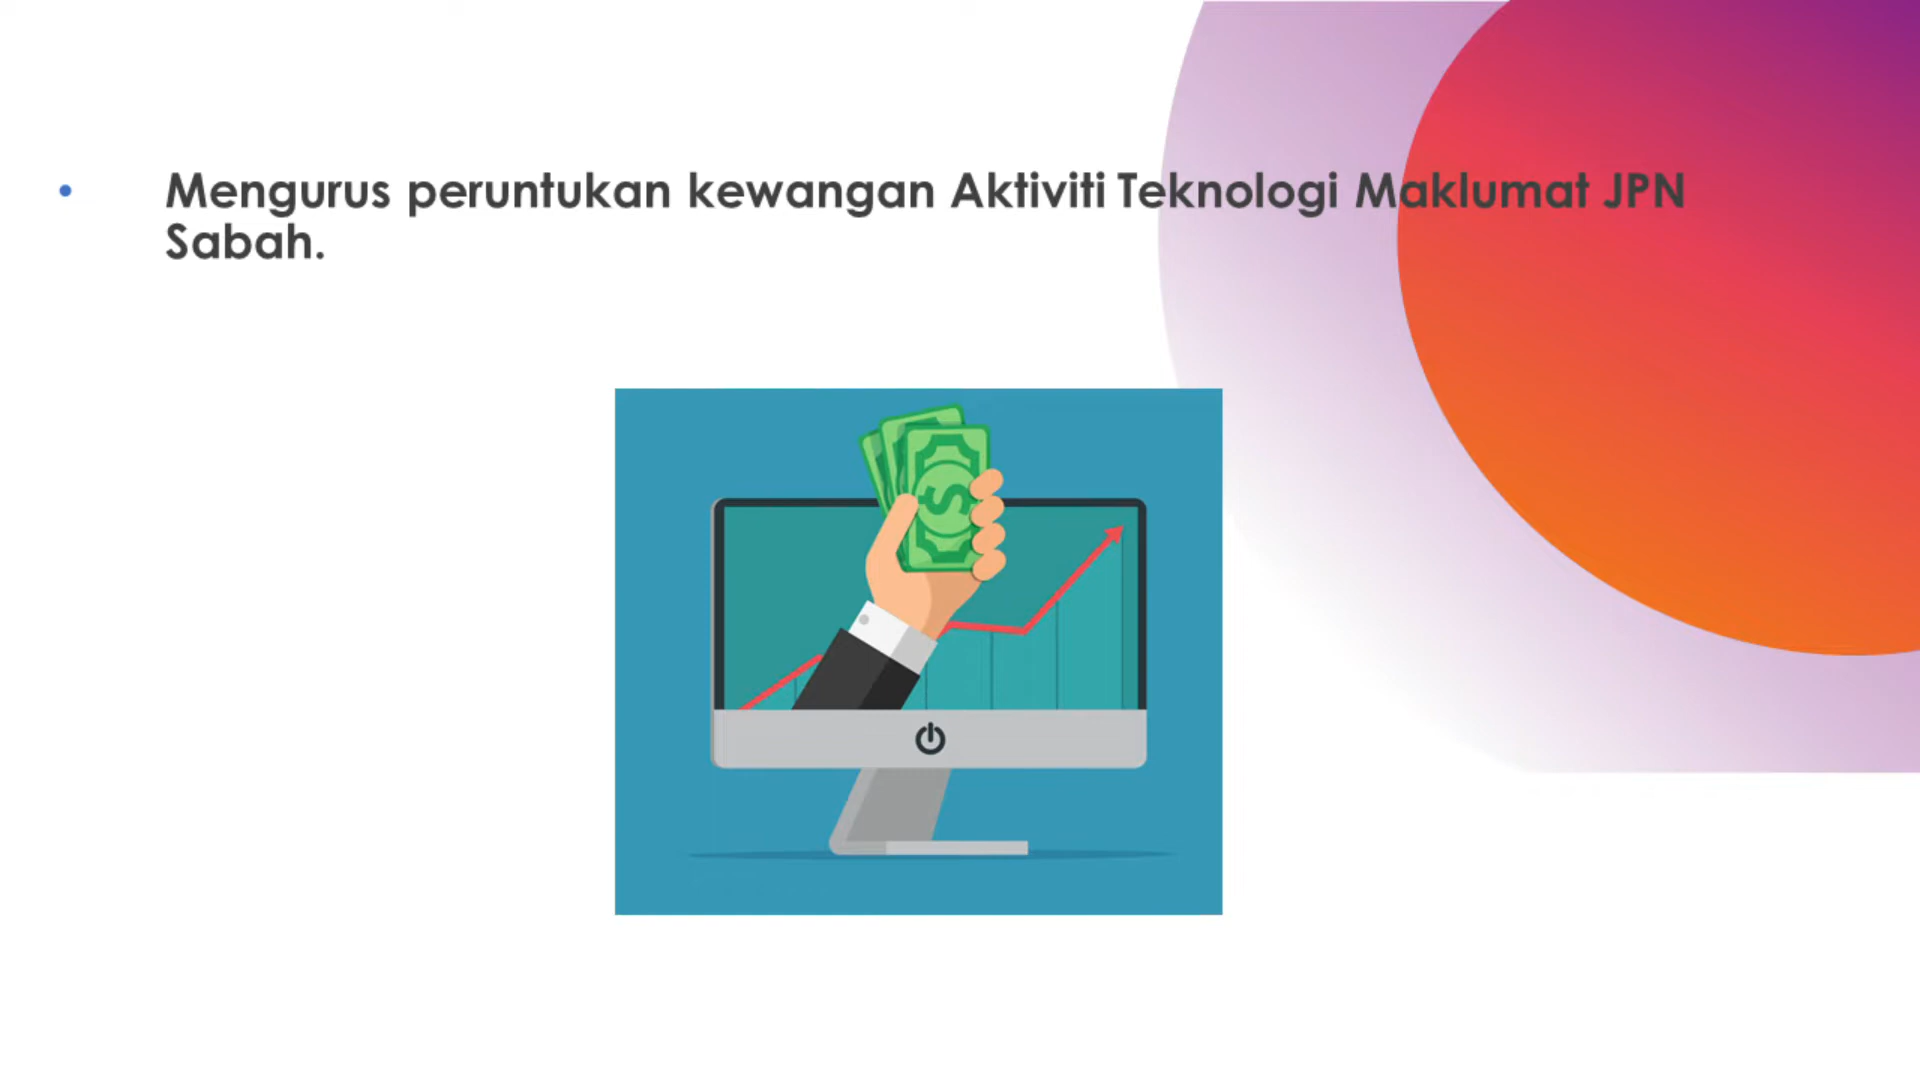 • Mengurus peruntukan kewangan Aktiviti Teknologi Maklumat JPN
Sabah.
$